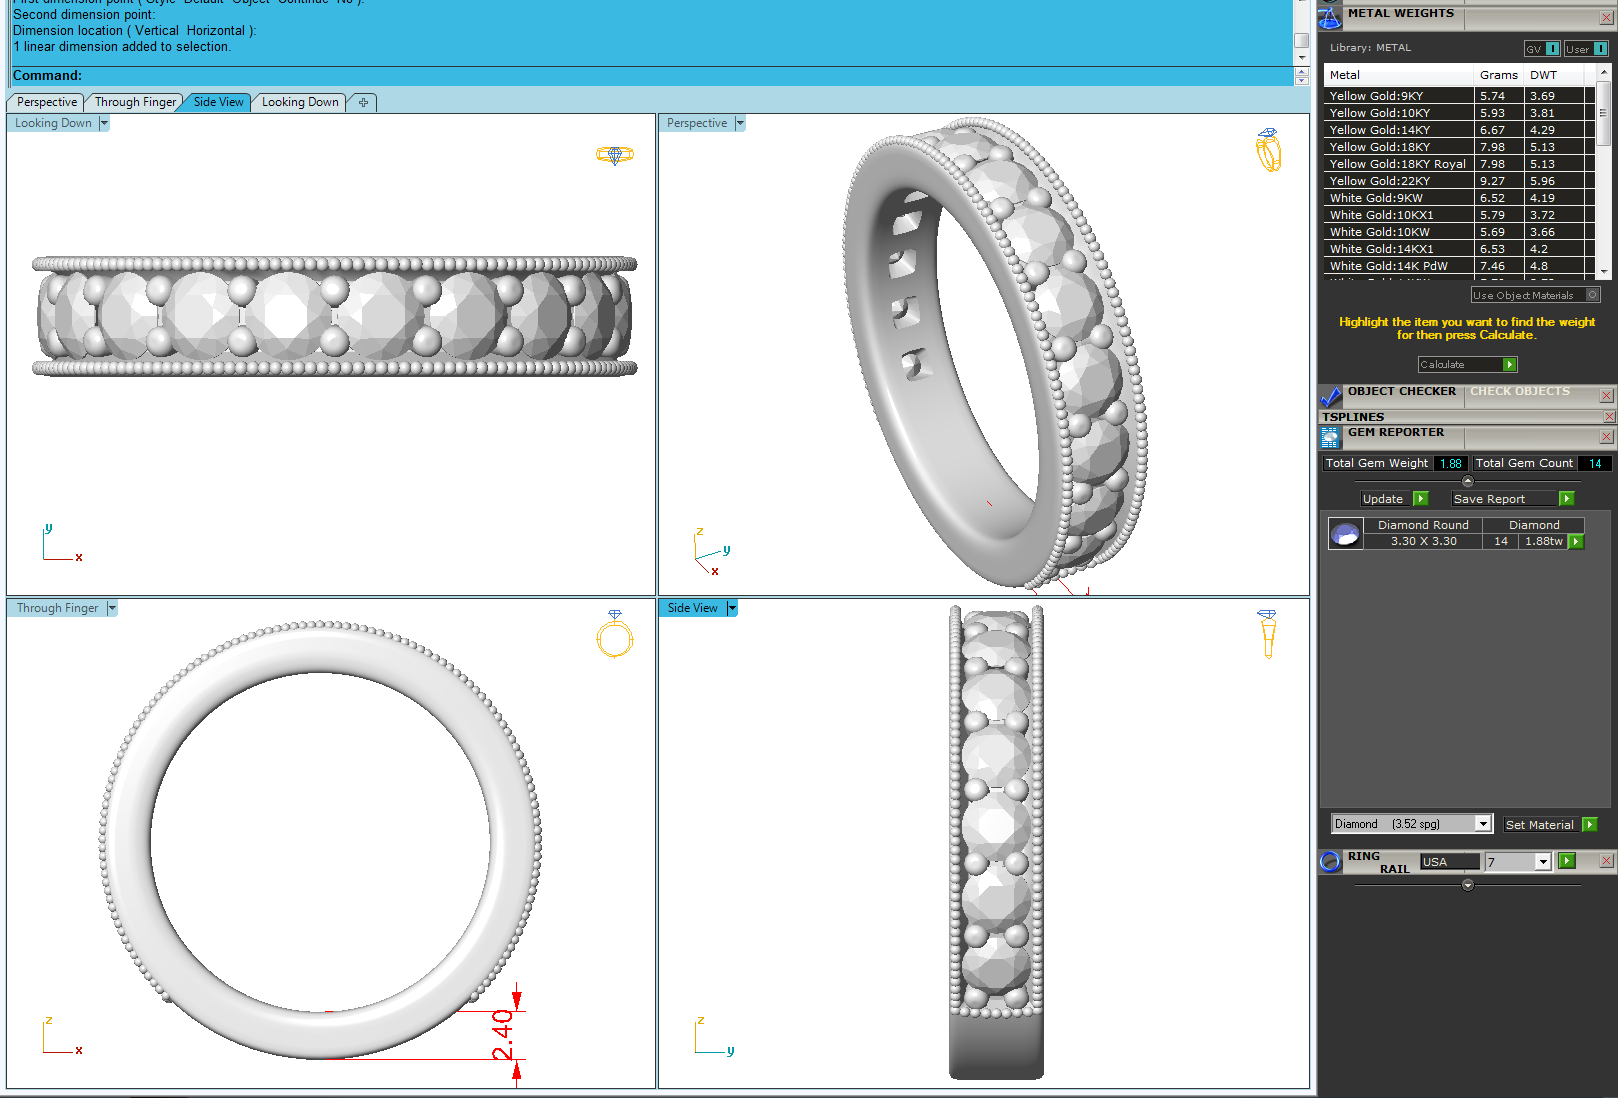 First dimension point ( Style Default Object Continue No ):
Second dimension point:
Dimension location ( Vertical Horizontal ):
1 linear dimension added to selection.
Command:
Perspective Through Finger Side View Looking Down
Looking Down
y
x
Perspective
z
y
x
Through Finger
z
x
2.40
Side View
z
y
METAL WEIGHTS
Library: METAL GV I User I
Metal Grams DWT
Yellow Gold:9KY 5.74 3.69
Yellow Gold:10KY 5.93 3.81
Yellow Gold:14KY 6.67 4.29
Yellow Gold:18KY 7.98 5.13
Yellow Gold:18KY Royal 7.98 5.13
Yellow Gold:22KY 9.27 5.96
White Gold:9KW 6.52 4.19
White Gold:10KX1 5.79 3.72
White Gold:10KW 5.69 3.66
White Gold:14KX1 6.53 4.2
White Gold:14K PdW 7.46 4.8
Use Object Materials
Highlight the item you want to find the weight
for then press Calculate.
Calculate
OBJECT CHECKER CHECK OBJECTS
TSPLINES
GEM REPORTER
Total Gem Weight 1.88 Total Gem Count 14
Update Save Report
Diamond Round Diamond
3.30 X 3.30 14 1.88tw
Diamond (3.52 spg) Set Material
RING RAIL USA 7